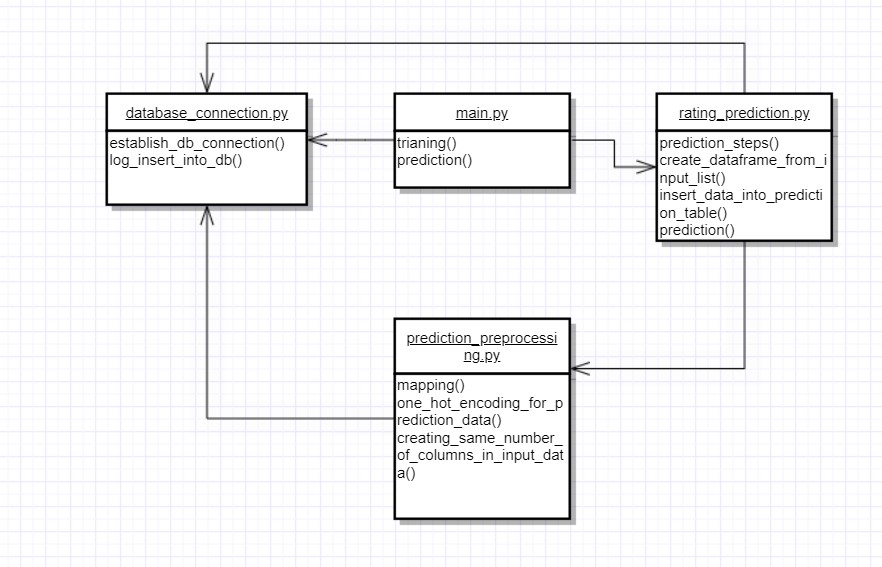 database_connection.py
establish_db_connection()
log_insert_into_db()
main.py
trianing()
prediction()
rating_prediction.py
prediction_steps()
create_dataframe_from_i
nput_list()
insert_data_into_predicti
on_table()
prediction()
prediction_preprocessi
ng.py
mapping()
one_hot_encoding_for_p
rediction_data()
creating_same_number_
of_columns_in_input_dat
a()